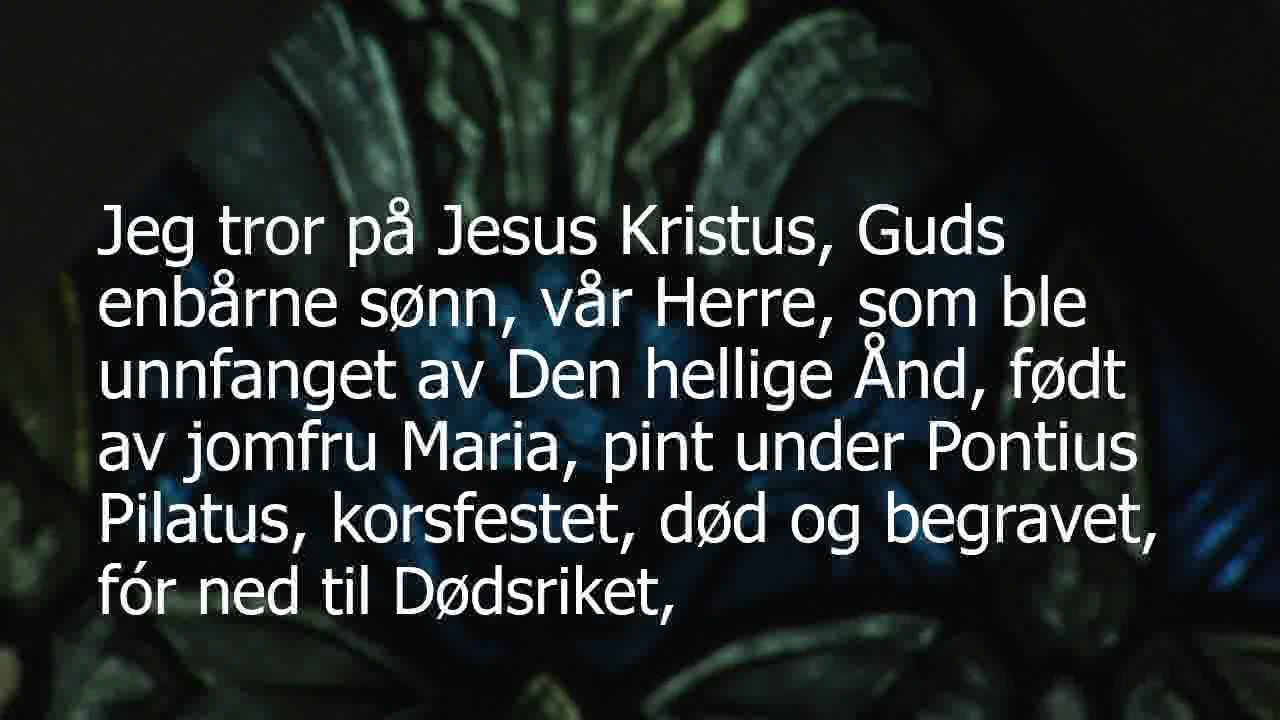 Jeg tror på Jesus Kristus, Guds
enbårne sønn, vår Herre, som ble
unnfanget av Den hellige Ånd, født
av jomfru Maria, pint under Pontius
Pilatus, korsfestet, død og begravet,
fór ned til Dødsriket,